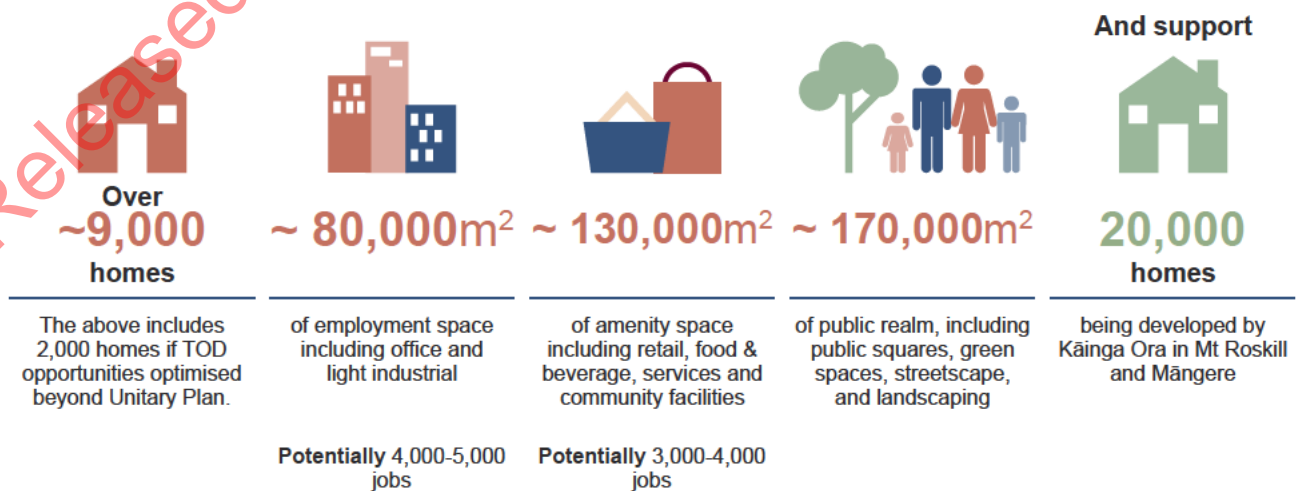 Released
Over
~9,000
homes
The above includes
2,000 homes if TOD
opportunities optimised
beyond Unitary Plan.
~ 80,000m²
of employment space
including office and
light industrial
Potentially 4,000-5,000
jobs
~ 130,000m²
of amenity space
including retail, food &
beverage, services and
community facilities
Potentially 3,000-4,000
jobs
~ 170,000m²
of public realm, including
public squares, green
spaces, streetscape,
and landscaping
And support
20,000
homes
being developed by
Kāinga Ora in Mt Roskill
and Māngere